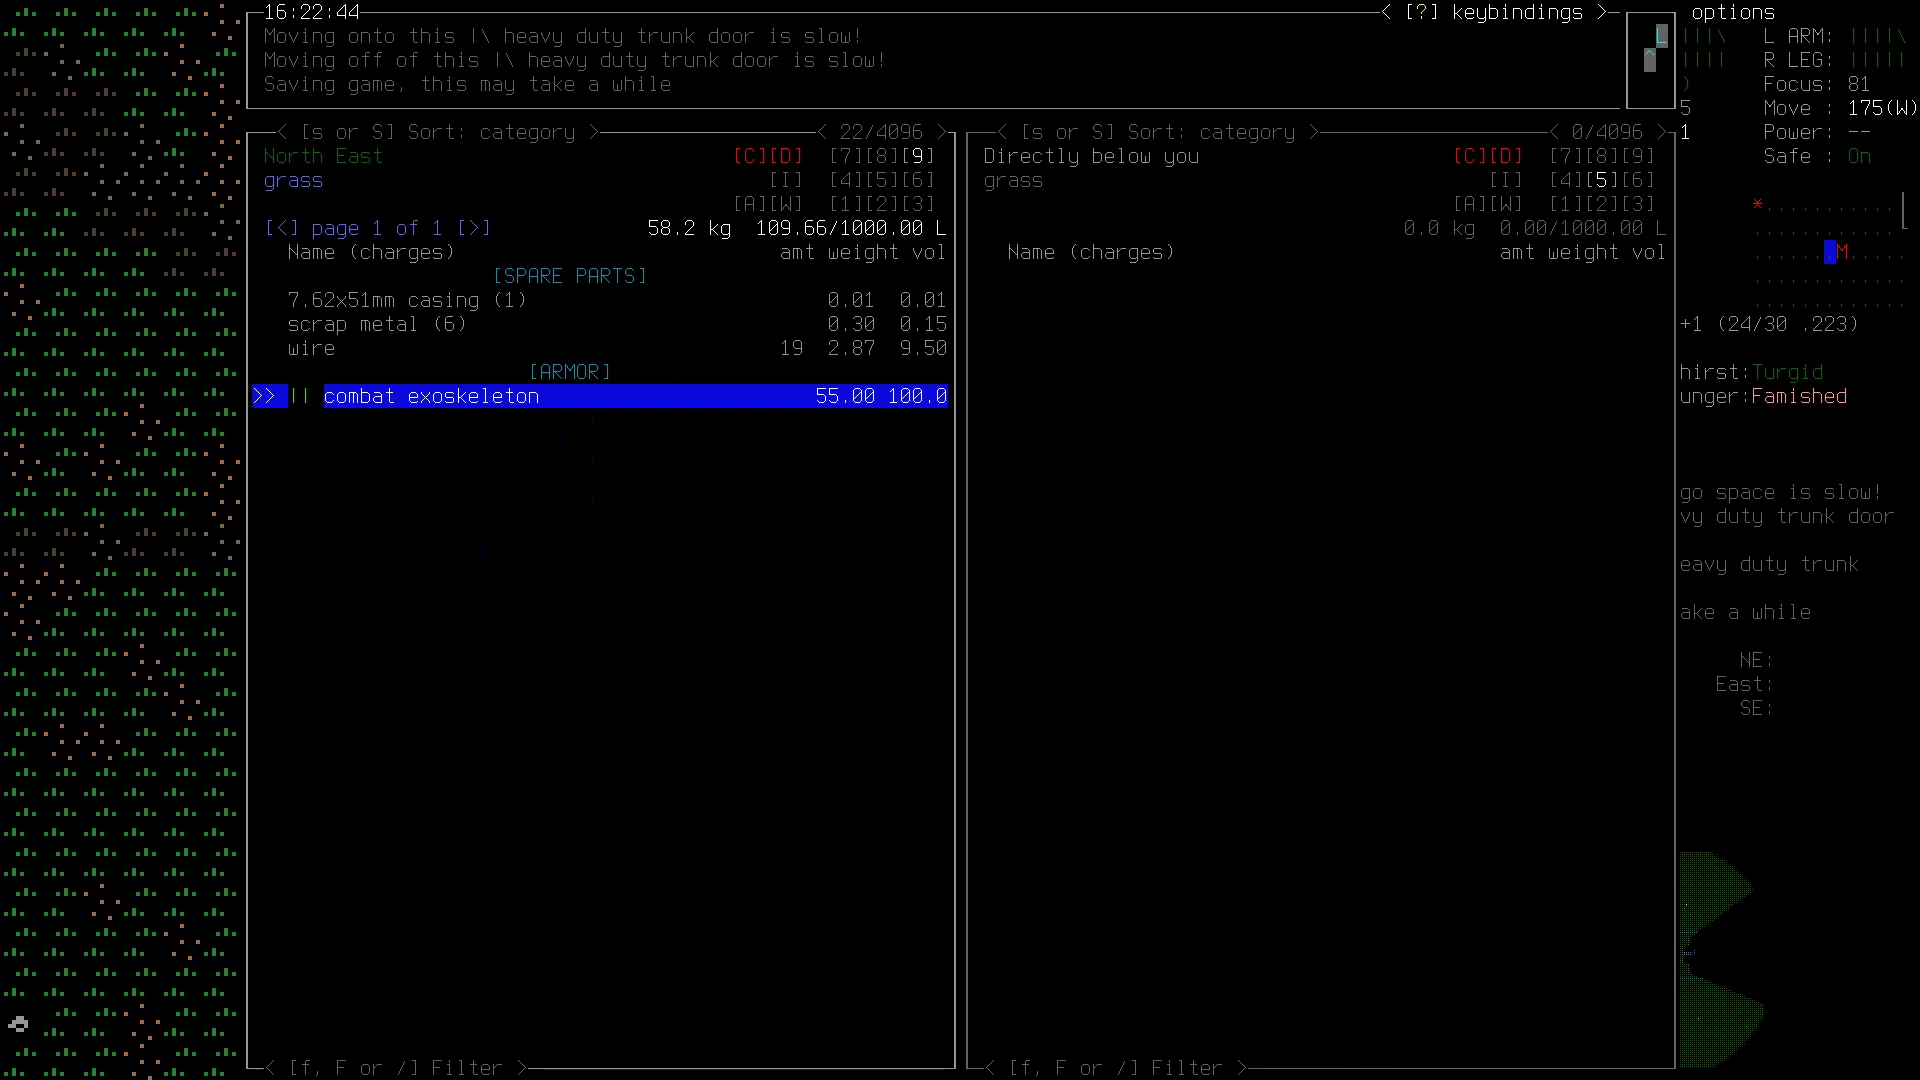 16:22:44 < [?] keybindings > options
Moving onto this |\ heavy duty trunk door is slow!
Moving off of this |\ heavy duty trunk door is slow!
Saving game, this may take a while
L
^
|||\ L ARM: ||||\
|||| R LEG: |||||
) Focus: 81
5 Move : 175(W)
1 Power: --
Safe : On
< [s or S] Sort: category > < 22/4096 >
North East [C][D] [7][8][9]
grass [I] [4][5][6]
[A][W] [1][2][3]
[<] page 1 of 1 [>] 58.2 kg 109.66/1000.00 L
Name (charges) amt weight vol
[SPARE PARTS]
7.62x51mm casing (1) 0.01 0.01
scrap metal (6) 0.30 0.15
wire 19 2.87 9.50
[ARMOR]
>> || combat exoskeleton 55.00 100.0
< [f, F or /] Filter >
< [s or S] Sort: category > < 0/4096 >
Directly below you [C][D] [7][8][9]
grass [I] [4][5][6]
[A][W] [1][2][3]
0.0 kg 0.00/1000.00 L
Name (charges) amt weight vol
< [f, F or /] Filter >
*
M
+1 (24/30 .223)
hirst:Turgid
unger:Famished
go space is slow!
vy duty trunk door
eavy duty trunk
ake a while
NE:
East:
SE: